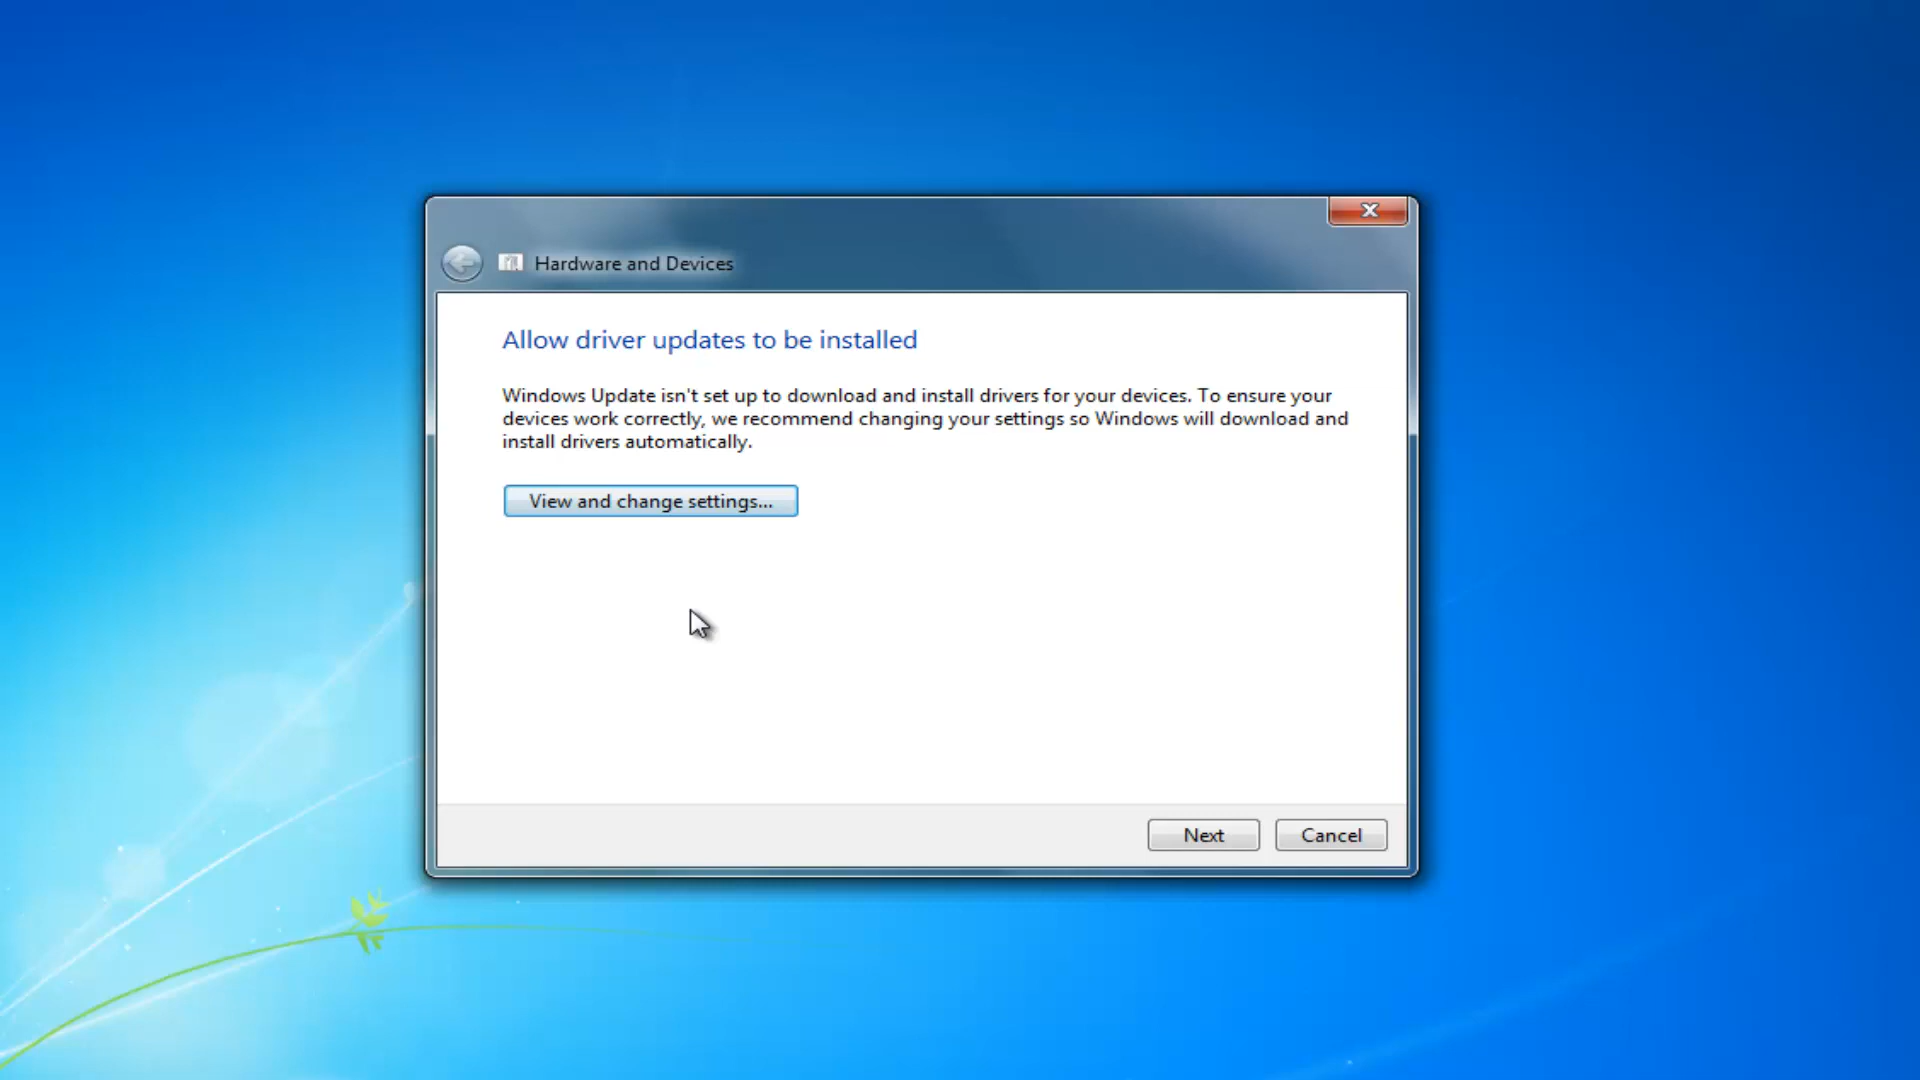 Hardware and Devices
Allow driver updates to be installed
Windows Update isn't set up to download and install drivers for your devices. To ensure your
devices work correctly, we recommend changing your settings so Windows will download and
install drivers automatically.
View and change settings...
Next
Cancel